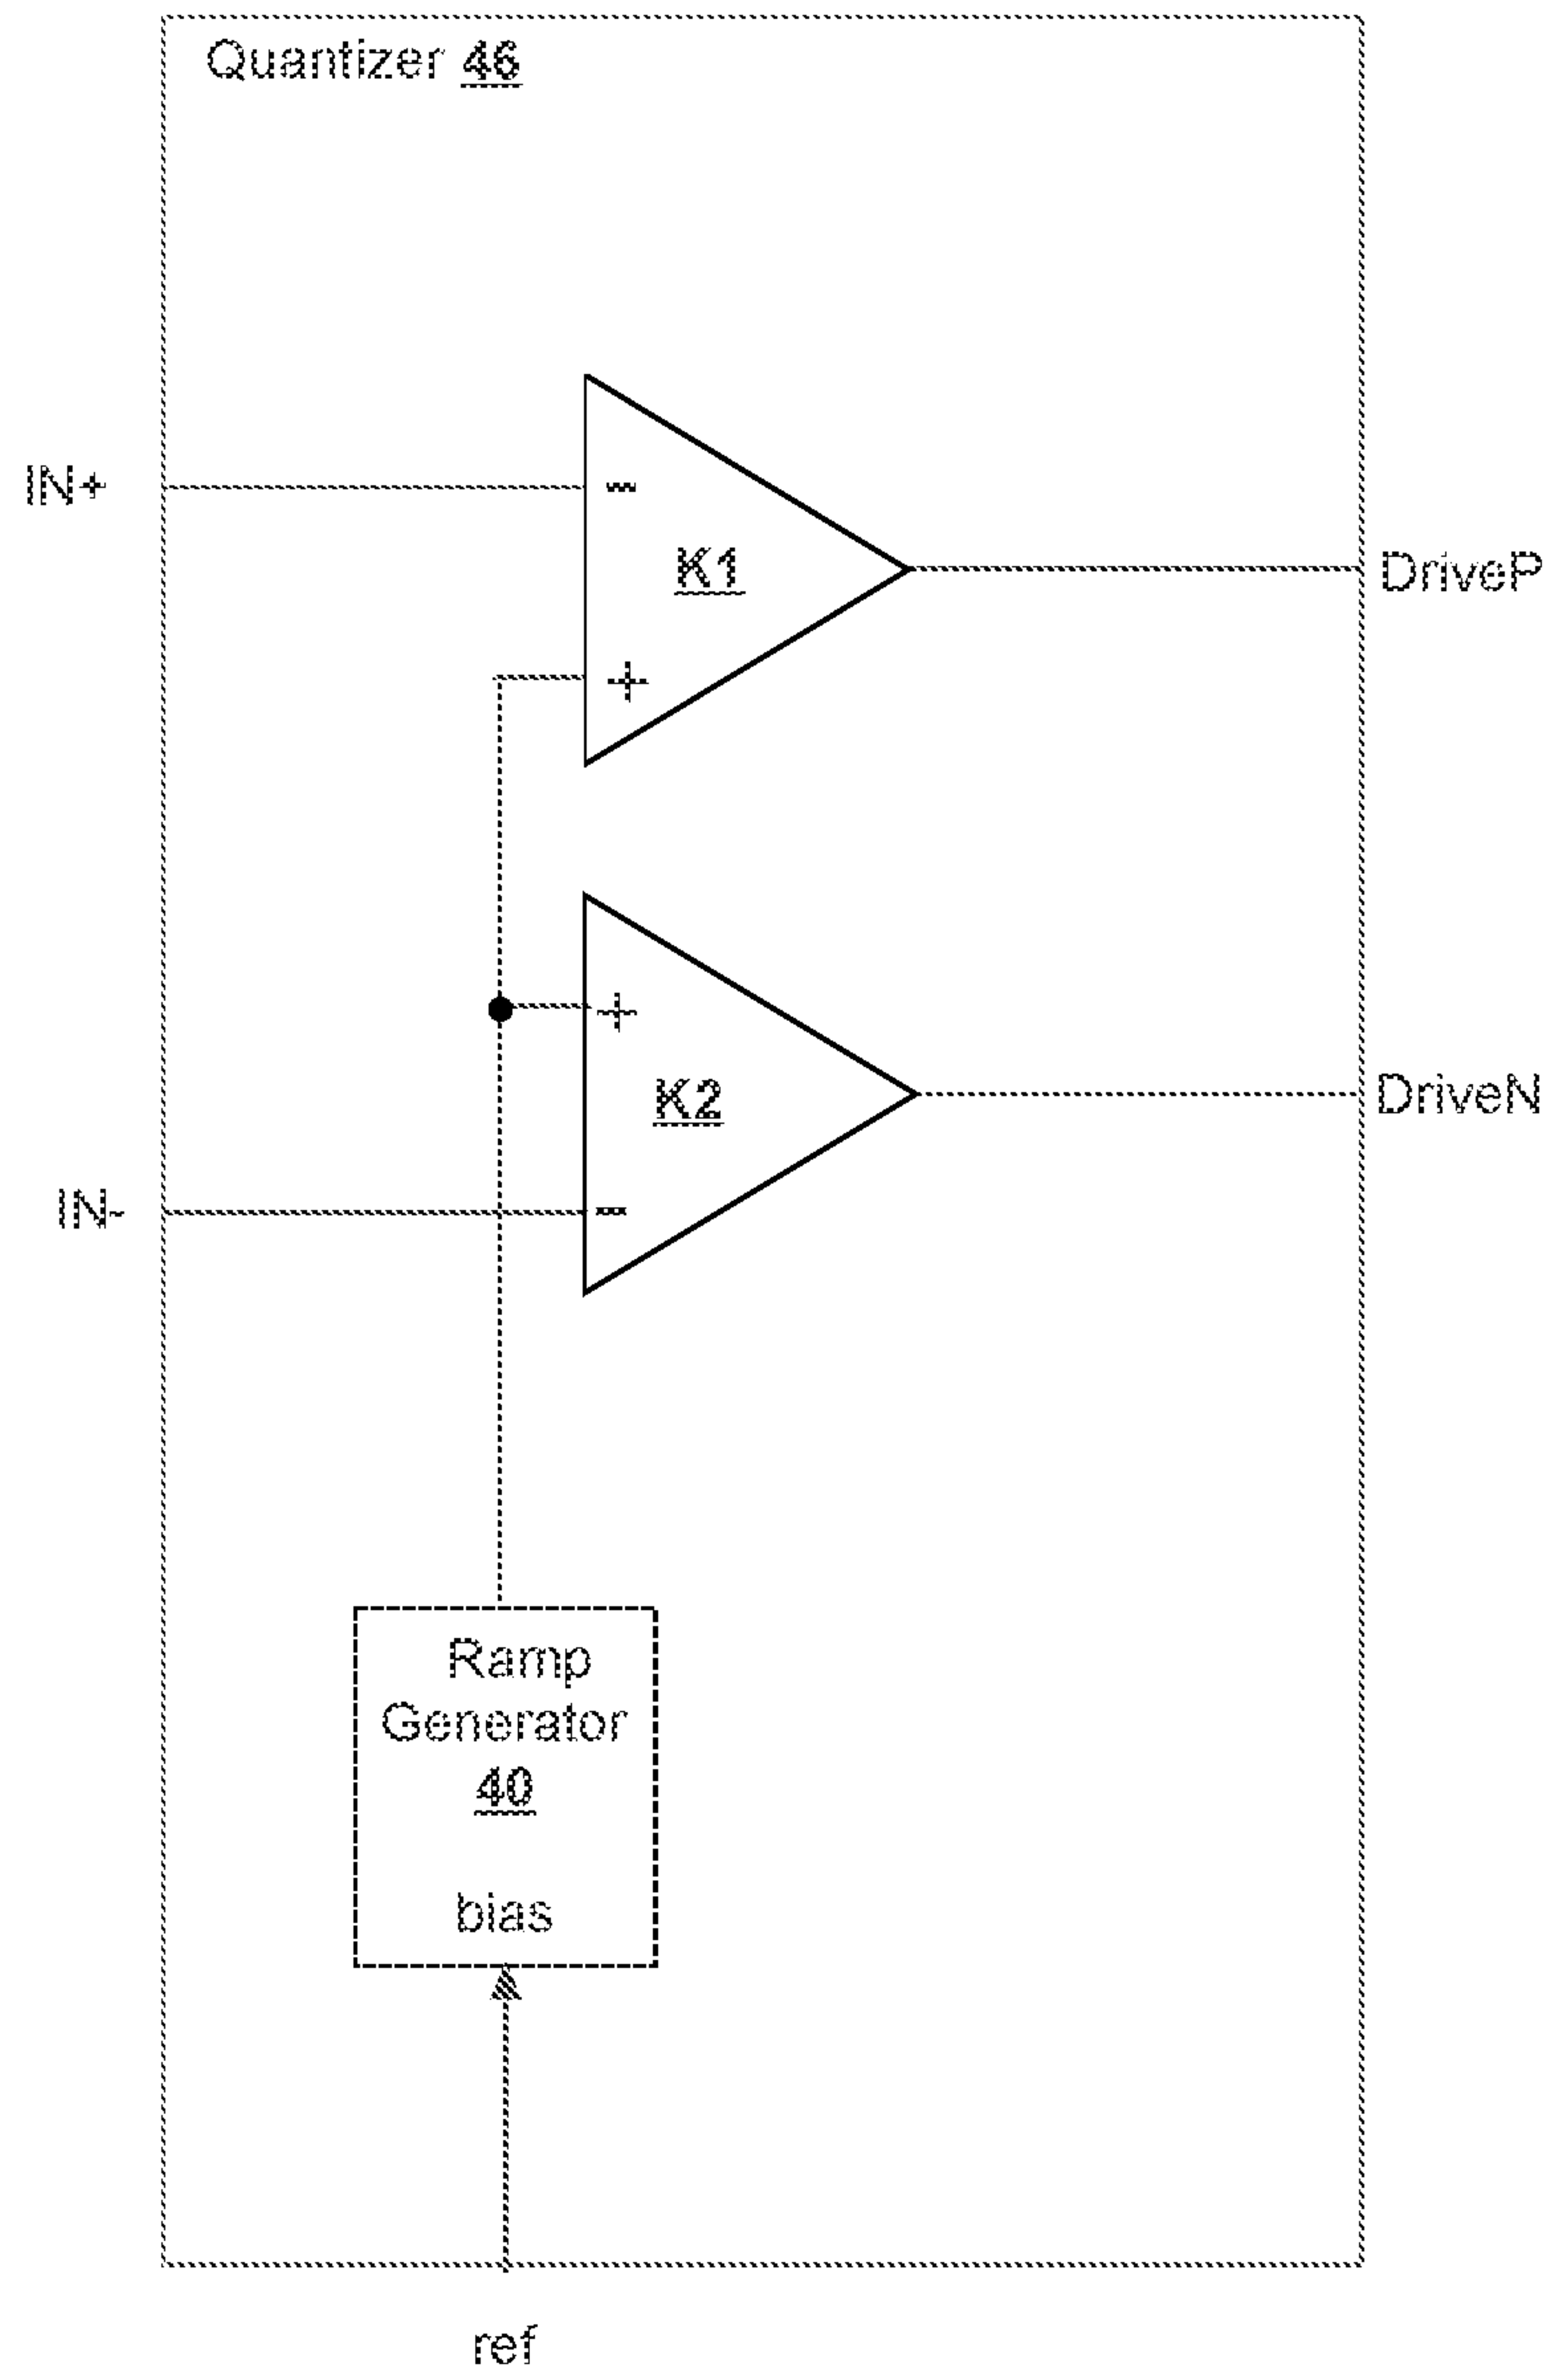 Quantizer 46
IN+
-
K1
+
DriveP
+
K2
-
DriveN
IN-
Ramp
Generator
40
bias
ref